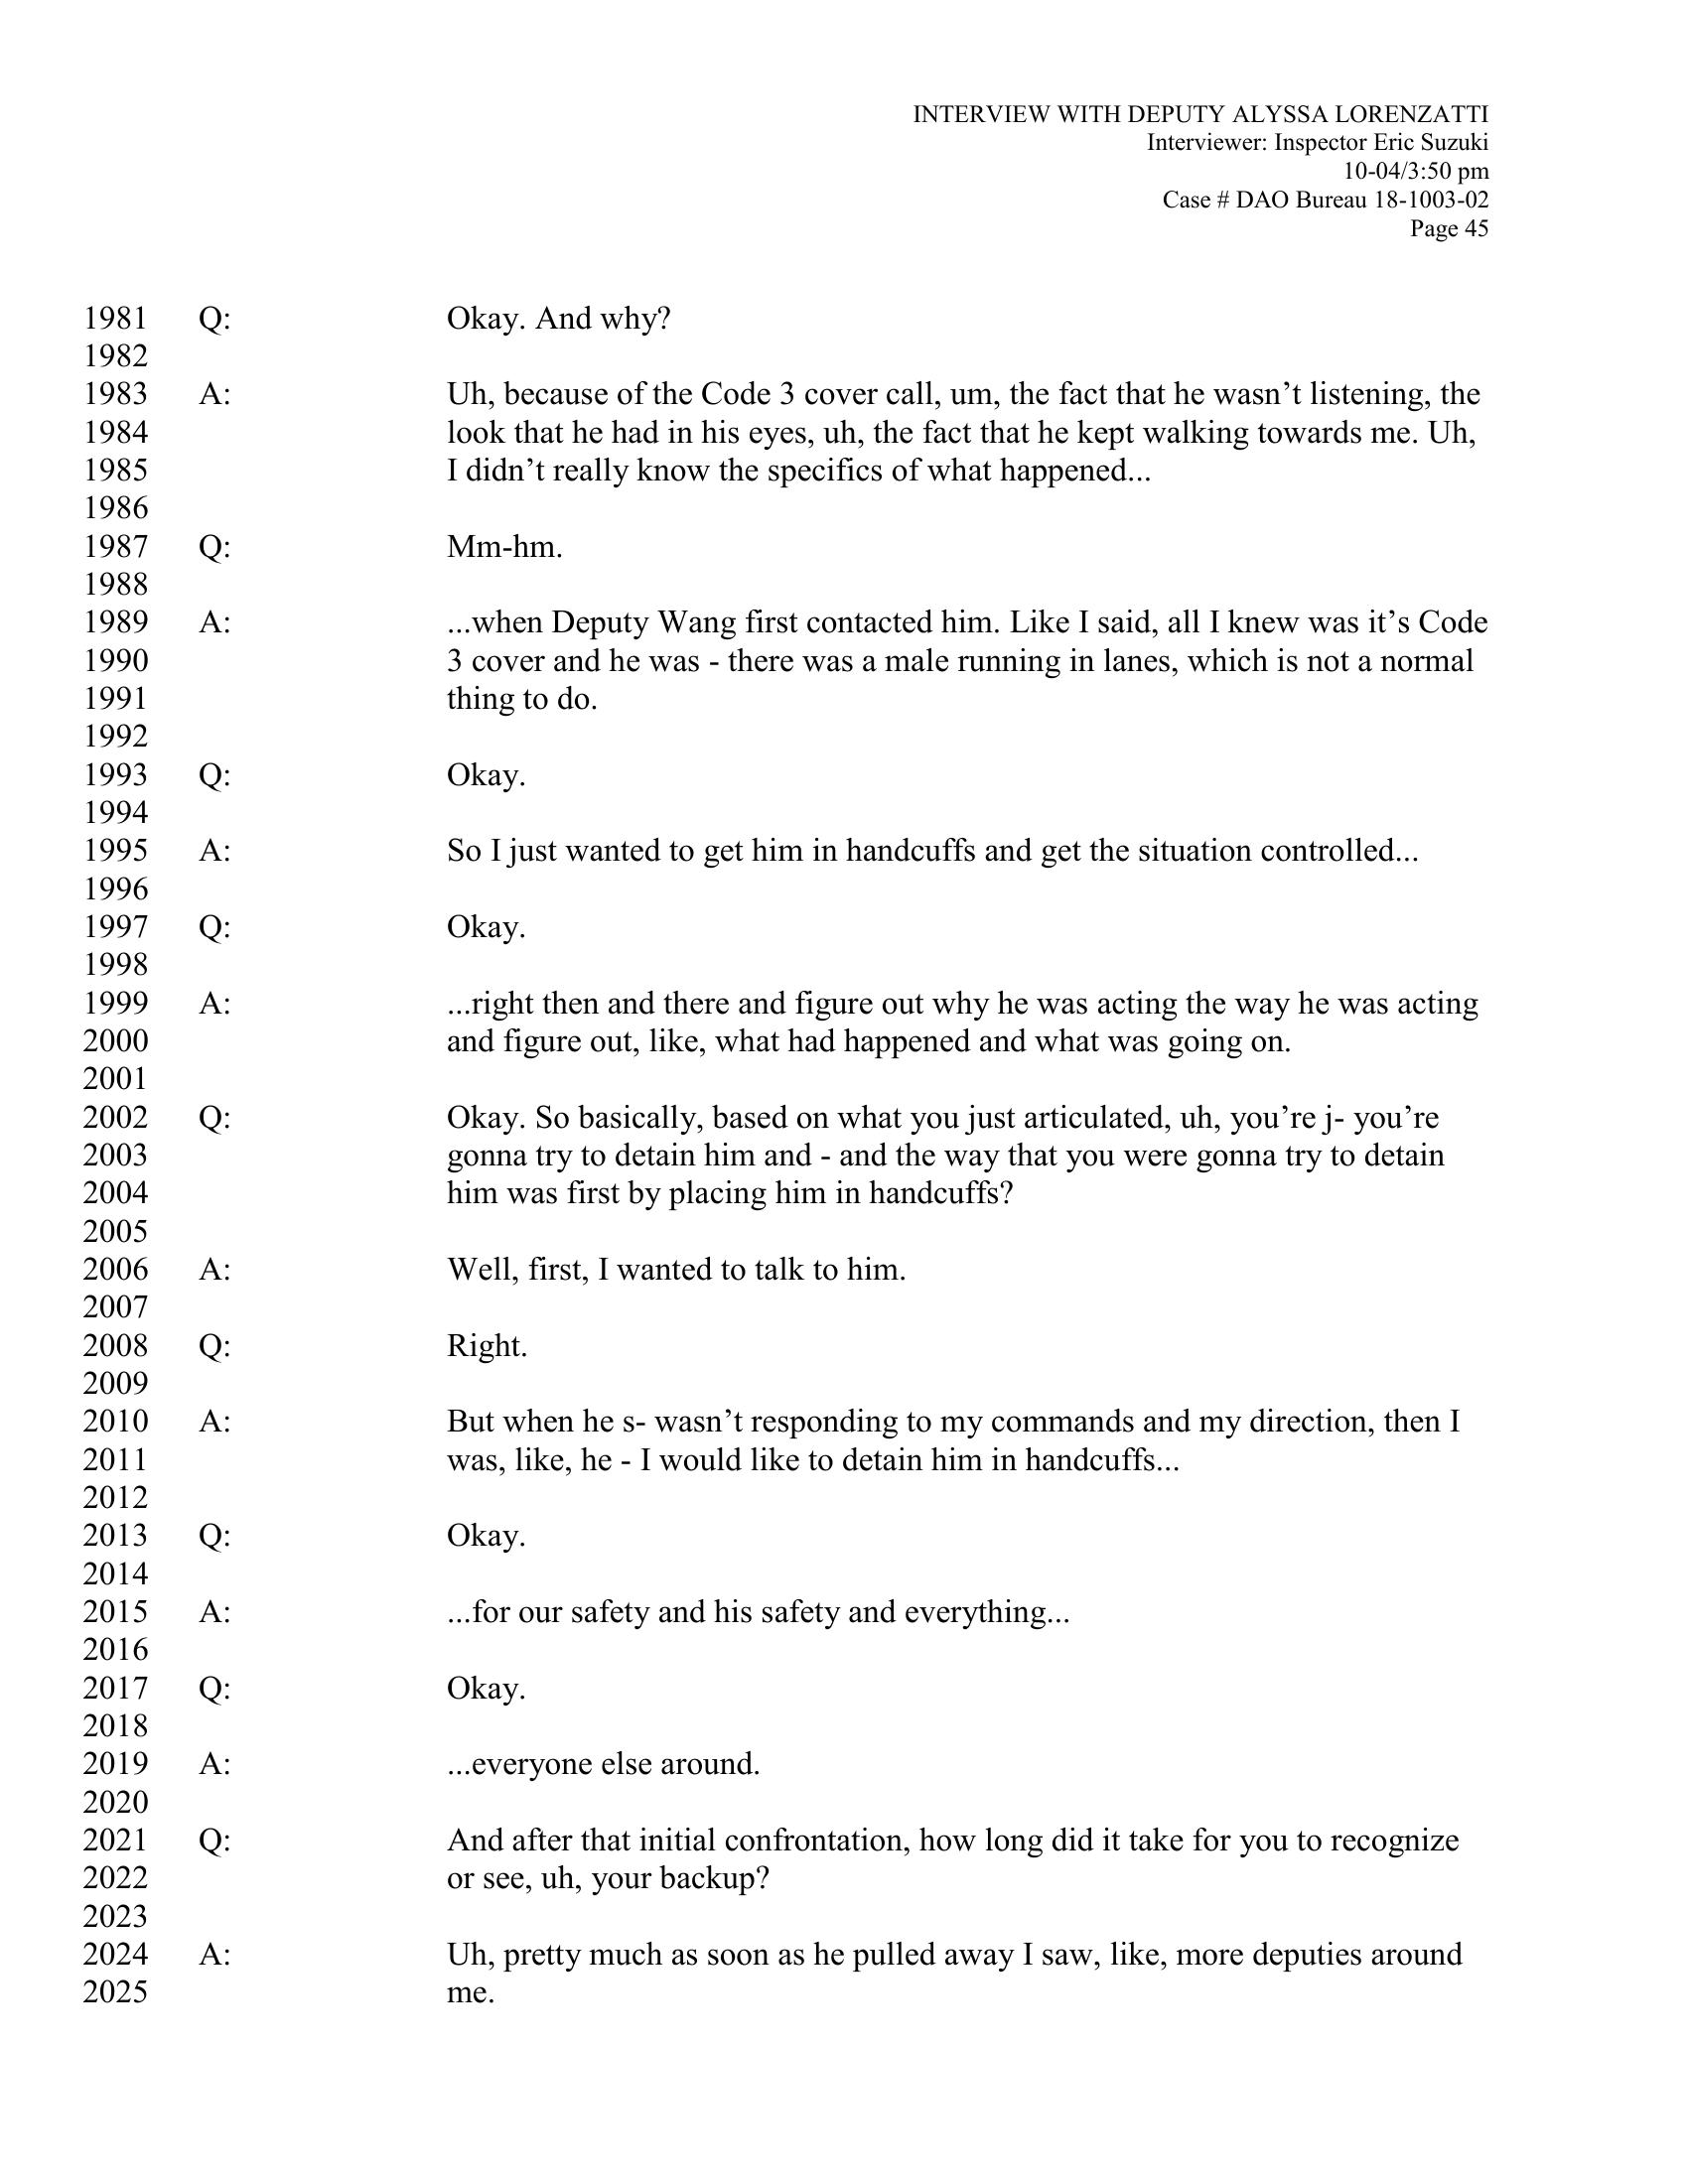 INTERVIEW WITH DEPUTY ALYSSA LORENZATTI
Interviewer: Inspector Eric Suzuki
10-04/3:50 pm
Case # DAO Bureau 18-1003-02
Page 45
1981 Q: Okay. And why?
1982
1983 A: Uh, because of the Code 3 cover call, um, the fact that he wasn’t listening, the
1984 look that he had in his eyes, uh, the fact that he kept walking towards me. Uh,
1985 I didn’t really know the specifics of what happened...
1986
1987 Q: Mm-hm.
1988
1989 A: ...when Deputy Wang first contacted him. Like I said, all I knew was it’s Code
1990 3 cover and he was - there was a male running in lanes, which is not a normal
1991 thing to do.
1992
1993 Q: Okay.
1994
1995 A: So I just wanted to get him in handcuffs and get the situation controlled...
1996
1997 Q: Okay.
1998
1999 A: ...right then and there and figure out why he was acting the way he was acting
2000 and figure out, like, what had happened and what was going on.
2001
2002 Q: Okay. So basically, based on what you just articulated, uh, you’re j- you’re
2003 gonna try to detain him and - and the way that you were gonna try to detain
2004 him was first by placing him in handcuffs?
2005
2006 A: Well, first, I wanted to talk to him.
2007
2008 Q: Right.
2009
2010 A: But when he s- wasn’t responding to my commands and my direction, then I
2011 was, like, he - I would like to detain him in handcuffs...
2012
2013 Q: Okay.
2014
2015 A: ...for our safety and his safety and everything...
2016
2017 Q: Okay.
2018
2019 A: ...everyone else around.
2020
2021 Q: And after that initial confrontation, how long did it take for you to recognize
2022 or see, uh, your backup?
2023
2024 A: Uh, pretty much as soon as he pulled away I saw, like, more deputies around
2025 me.